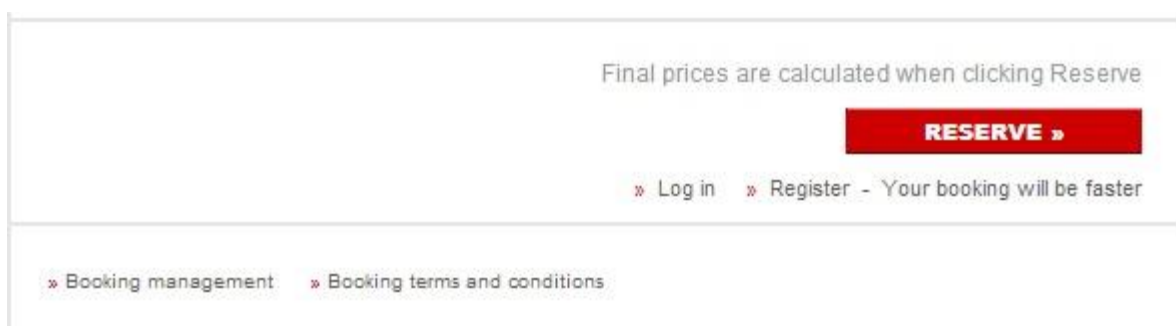 Final prices are calculated when clicking Reserve
RESERVE »
» Log in » Register - Your booking will be faster
» Booking management » Booking terms and conditions